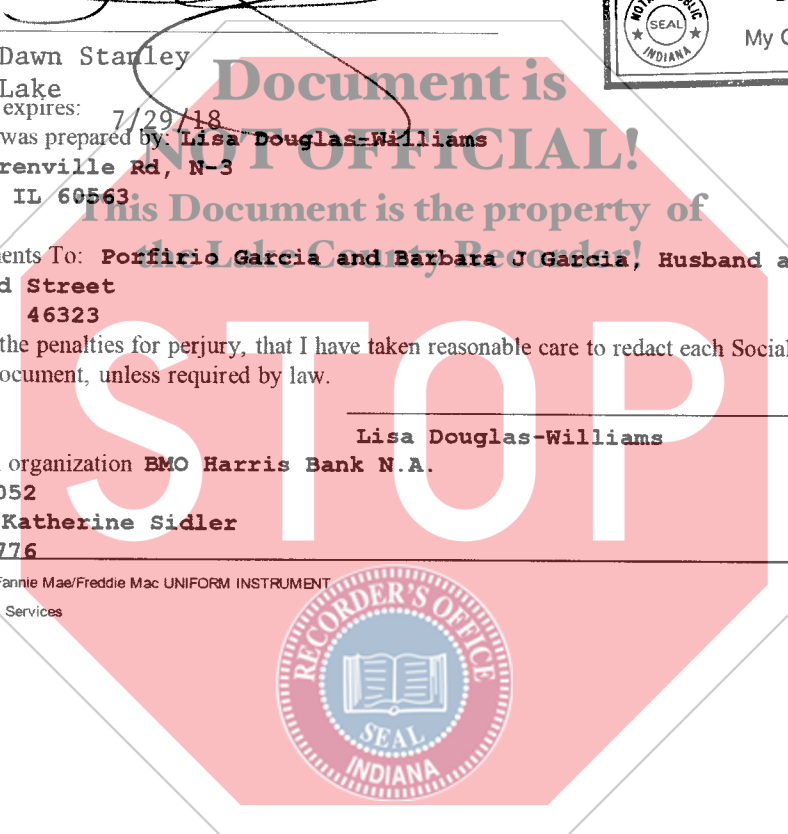 NOTARY PUBLIC
SEAL
INDIANA
My C
Dawn Stanley
Lake
expires: 7/29/18
was prepared by: Lisa Douglas-Williams
renville Rd, N-3
IL 60563
Document is
NOT OFFICIAL!
This Document is the property of
the Lake County Recorder!
ents To: Porfirio Garcia and Barbara J Garcia, Husband a
d Street
46323
the penalties for perjury, that I have taken reasonable care to redact each Social
ocument, unless required by law.
STOP
Lisa Douglas-Williams
organization BMO Harris Bank N.A.
052
Katherine Sidler
776
Fannie Mae/Freddie Mac UNIFORM INSTRUMENT
Services
RECORDER'S OFFICE
SEAL
INDIANA